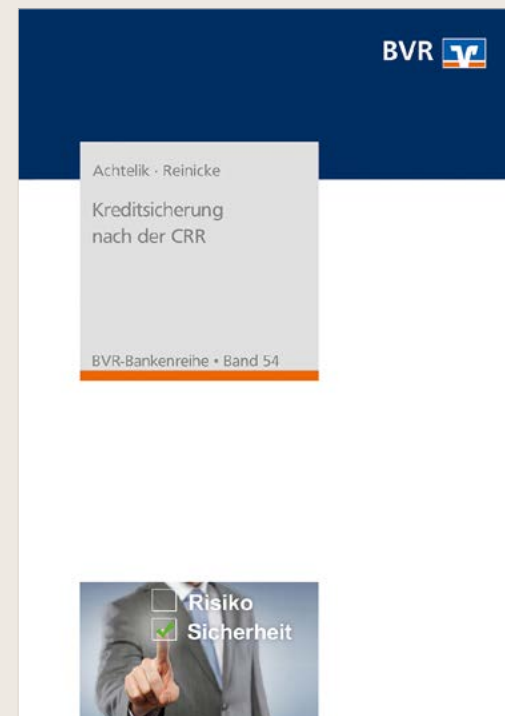 BVR
Achtelik · Reinicke
Kreditsicherung
nach der CRR
BVR-Bankenreihe • Band 54
Risiko
Sicherheit